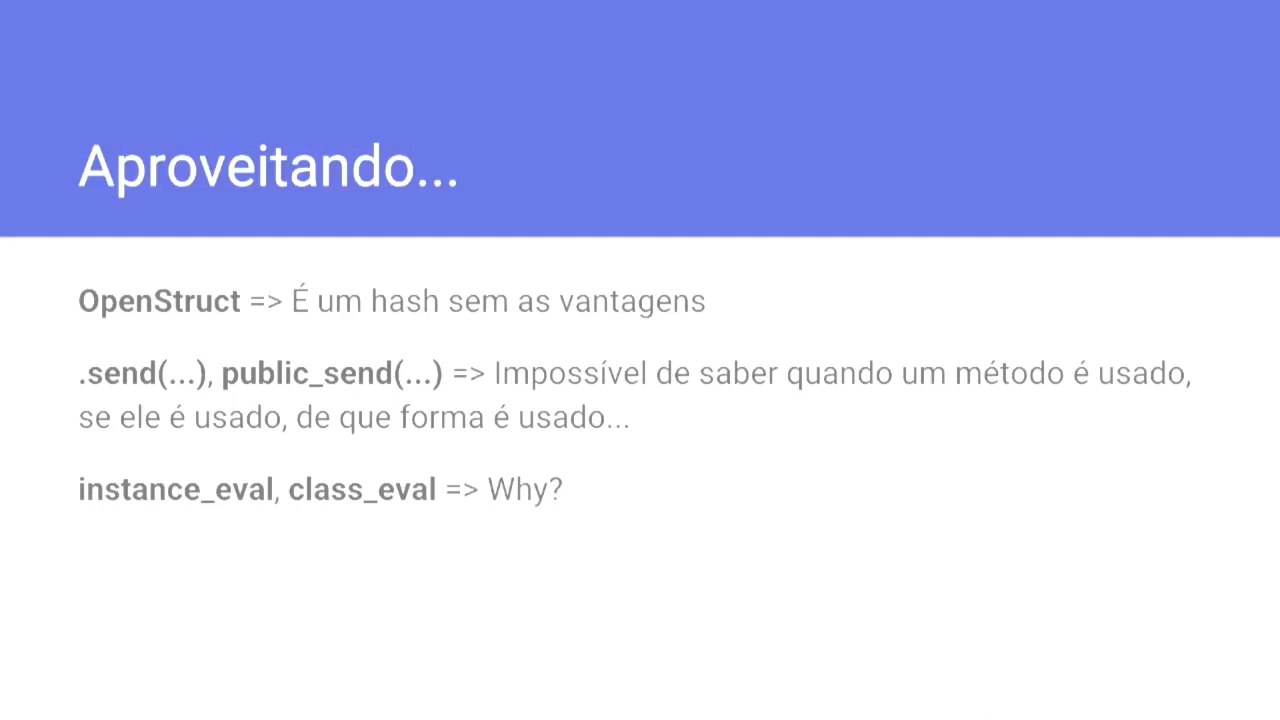 Aproveitando...
OpenStruct => É um hash sem as vantagens
.send(...), public_send(...) => Impossível de saber quando um método é usado,
se ele é usado, de que forma é usado...
instance_eval, class_eval => Why?